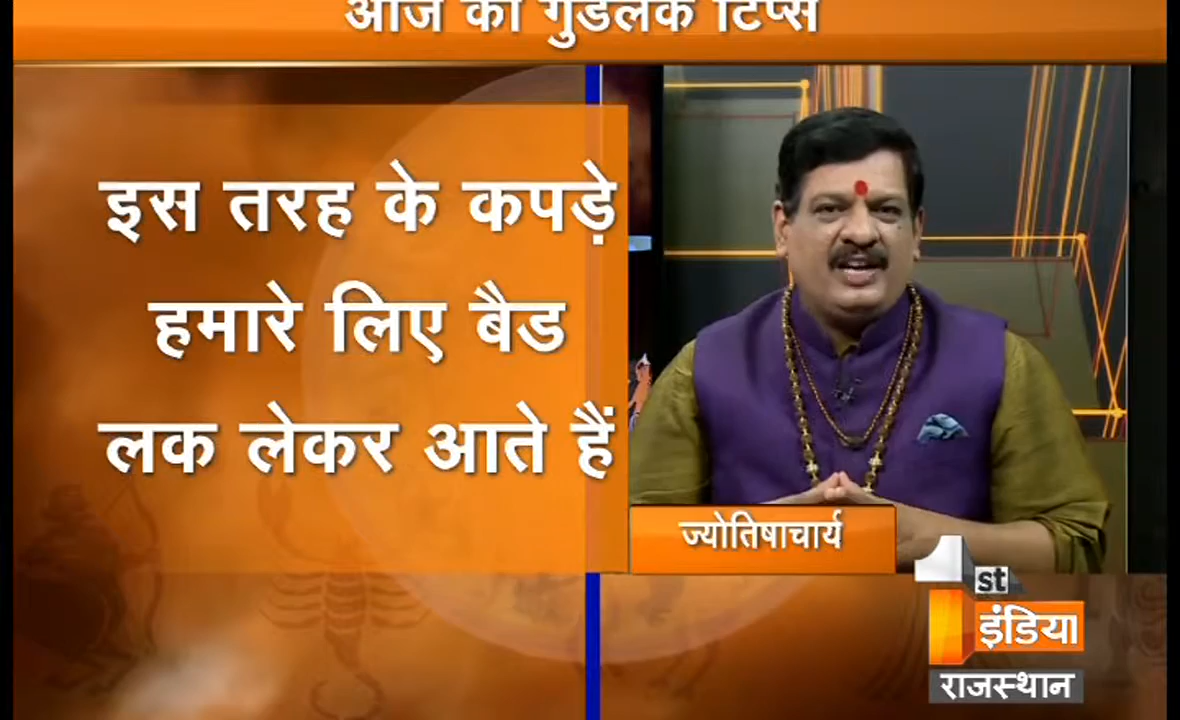 आज का गुडलक टिप्स
इस तरह के कपड़े
हमारे लिए बैड
लक लेकर आते हैं
ज्योतिषाचार्य
1st
इंडिया
राजस्थान